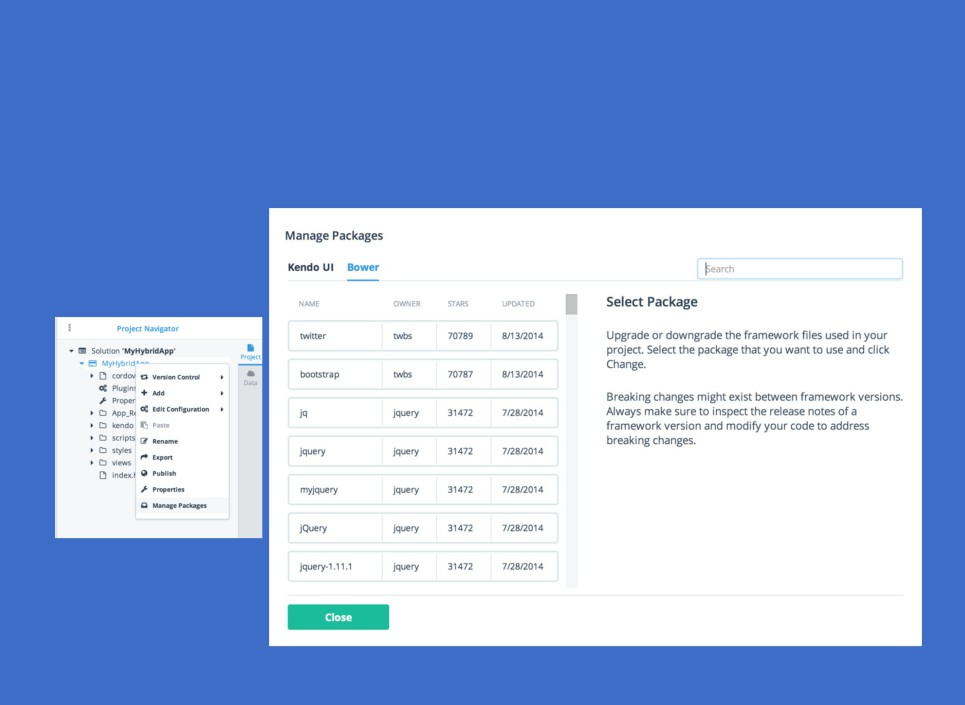 Project Navigator
Solution 'MyHybridApp'
MyHybridApp
cordov
Plugins
Proper
App_Re
kendo
scripts
styles
views
index.h
Version Control
Add
Edit Configuration
Paste
Rename
Export
Publish
Properties
Manage Packages
Project
Data
Manage Packages
Kendo UI Bower
Search
NAME OWNER STARS UPDATED
twitter twbs 70789 8/13/2014
bootstrap twbs 70787 8/13/2014
jq jquery 31472 7/28/2014
jquery jquery 31472 7/28/2014
myjquery jquery 31472 7/28/2014
jQuery jquery 31472 7/28/2014
jquery-1.11.1 jquery 31472 7/28/2014
Select Package
Upgrade or downgrade the framework files used in your
project. Select the package that you want to use and click
Change.
Breaking changes might exist between framework versions.
Always make sure to inspect the release notes of a
framework version and modify your code to address
breaking changes.
Close